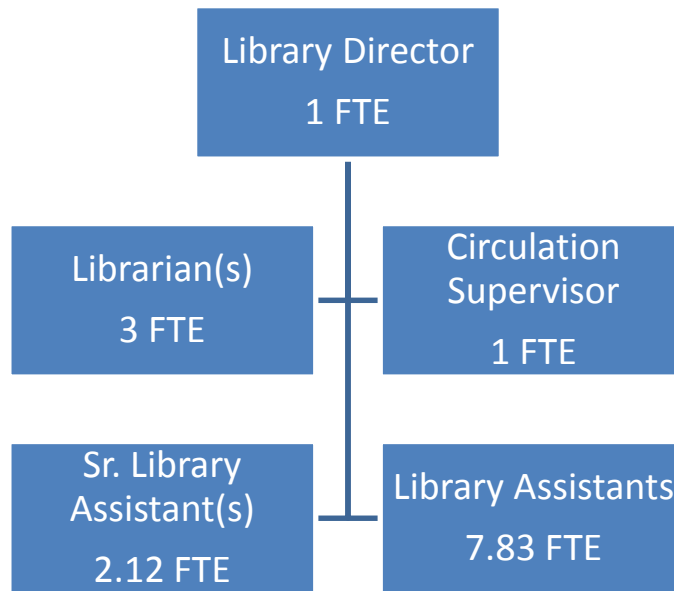 Library Director
1 FTE
Librarian(s)
3 FTE
Circulation
Supervisor
1 FTE
Sr. Library
Assistant(s)
2.12 FTE
Library Assistants
7.83 FTE